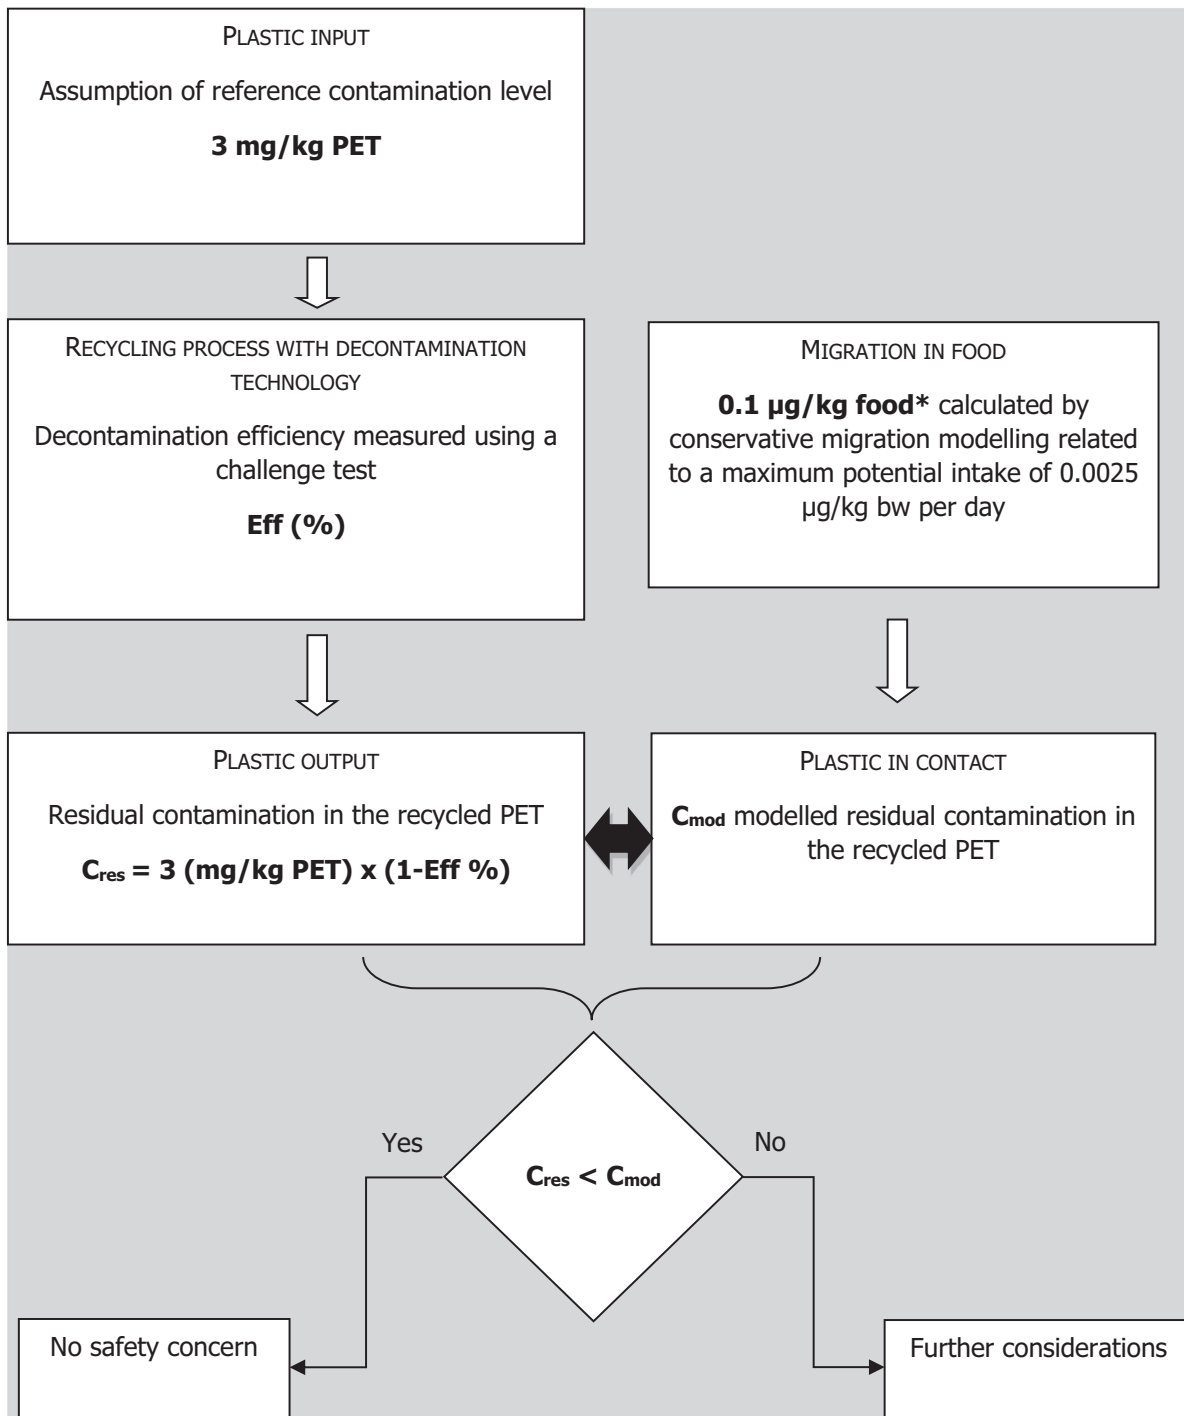 PLASTIC INPUT
Assumption of reference contamination level
3 mg/kg PET
RECYCLING PROCESS WITH DECONTAMINATION
TECHNOLOGY
Decontamination efficiency measured using a
challenge test
Eff (%)
MIGRATION IN FOOD
0.1 µg/kg food* calculated by
conservative migration modelling related
to a maximum potential intake of 0.0025
µg/kg bw per day
PLASTIC OUTPUT
Residual contamination in the recycled PET
Cres = 3 (mg/kg PET) x (1-Eff %)
PLASTIC IN CONTACT
Cmod modelled residual contamination in
the recycled PET
Yes
No
Cres < Cmod
No safety concern
Further considerations